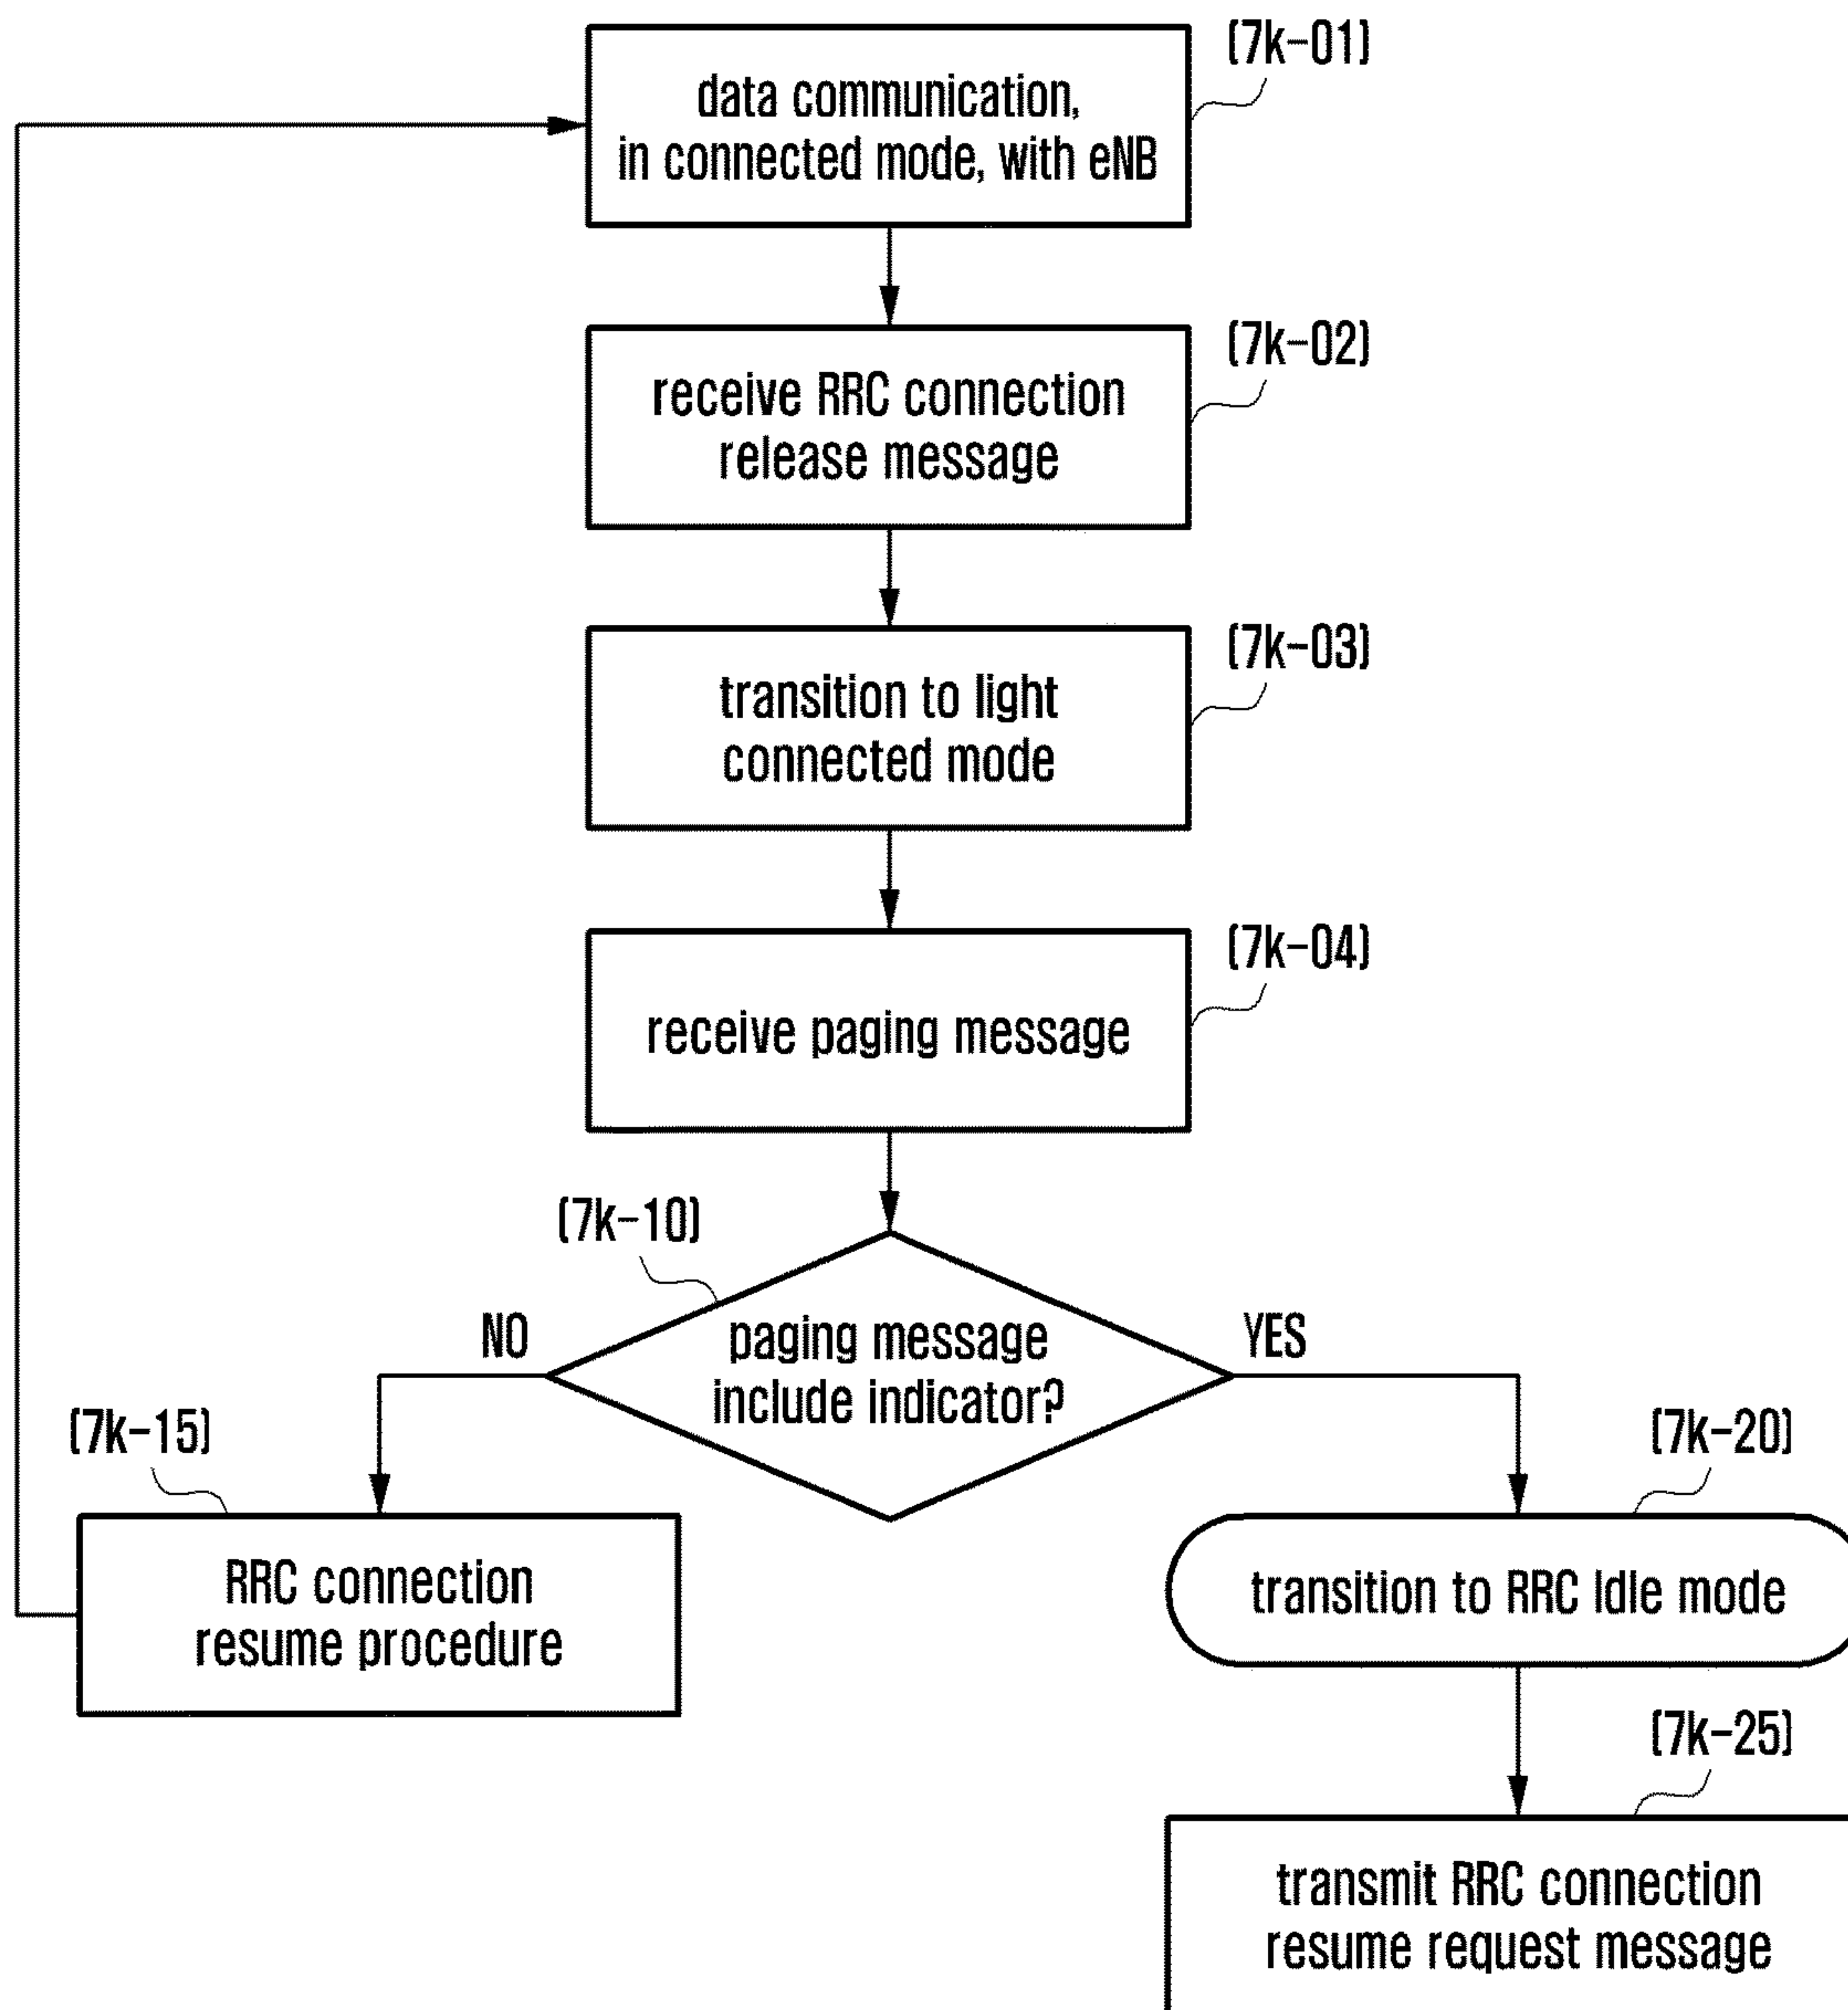 (7k-01)
data communication,
in connected mode, with eNB
(7k-02)
receive RRC connection
release message
(7k-03)
transition to light
connected mode
(7k-04)
receive paging message
(7k-10)
NO
paging message
include indicator?
YES
(7k-15)
RRC connection
resume procedure
(7k-20)
transition to RRC Idle mode
(7k-25)
transmit RRC connection
resume request message